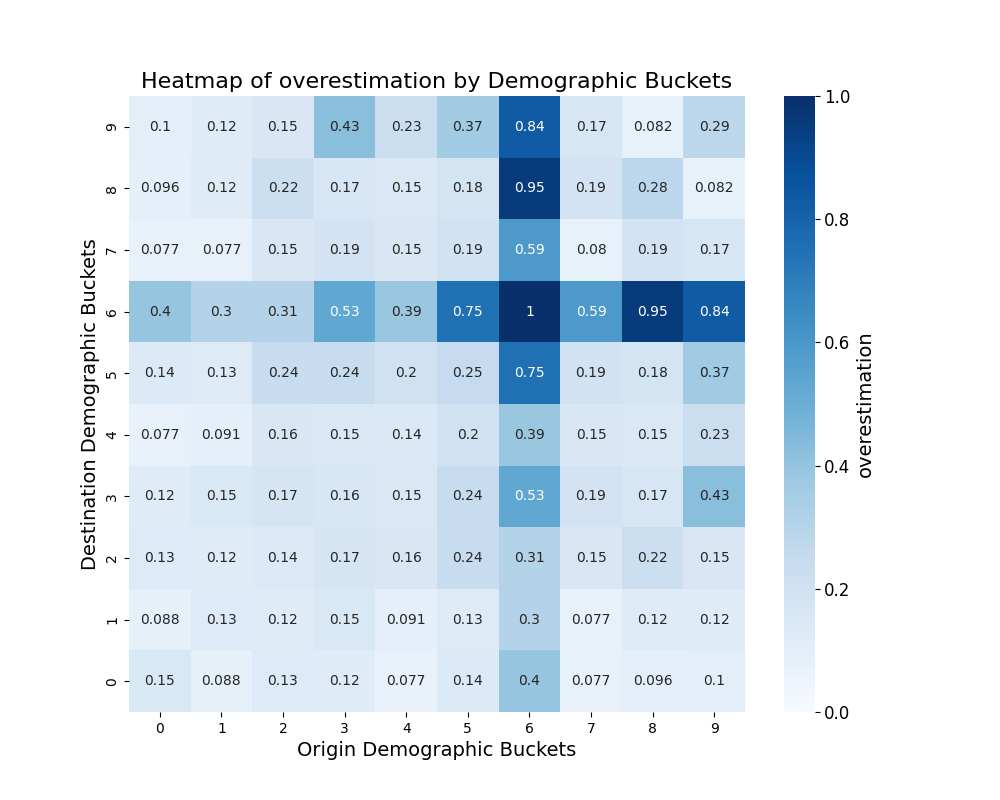 Heatmap of overestimation by Demographic Buckets
9 0.1 0.12 0.15 0.43 0.23 0.37 0.84 0.17 0.082 0.29
8 0.096 0.12 0.22 0.17 0.15 0.18 0.95 0.19 0.28 0.082
7 0.077 0.077 0.15 0.19 0.15 0.19 0.59 0.08 0.19 0.17
6 0.4 0.3 0.31 0.53 0.39 0.75 1 0.59 0.95 0.84
5 0.14 0.13 0.24 0.24 0.2 0.25 0.75 0.19 0.18 0.37
4 0.077 0.091 0.16 0.15 0.14 0.2 0.39 0.15 0.15 0.23
3 0.12 0.15 0.17 0.16 0.15 0.24 0.53 0.19 0.17 0.43
2 0.13 0.12 0.14 0.17 0.16 0.24 0.31 0.15 0.22 0.15
1 0.088 0.13 0.12 0.15 0.091 0.13 0.3 0.077 0.12 0.12
0 0.15 0.088 0.13 0.12 0.077 0.14 0.4 0.077 0.096 0.1
0 1 2 3 4 5 6 7 8 9
Origin Demographic Buckets
Destination Demographic Buckets
1.0
0.8
0.6
0.4
0.2
0.0
overestimation